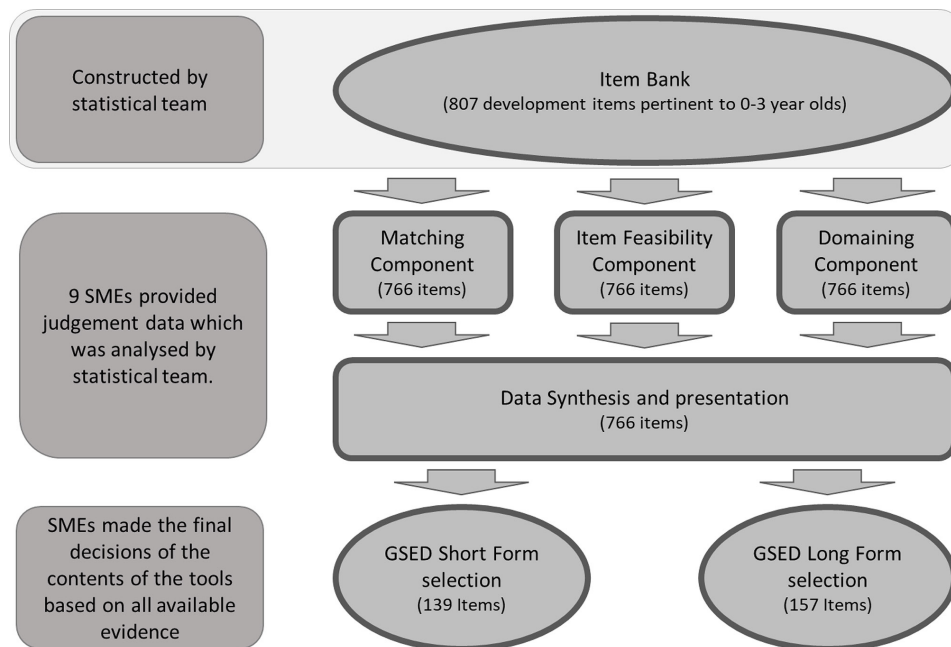 Constructed by
statistical team
Item Bank
(807 development items pertinent to 0-3 year olds)
9 SMEs provided
judgement data which
was analysed by
statistical team.
Matching
Component
(766 items)
Item Feasibility
Component
(766 items)
Domaining
Component
(766 items)
Data Synthesis and presentation
(766 items)
SMEs made the final
decisions of the
contents of the tools
based on all available
evidence
GSED Short Form
selection
(139 Items)
GSED Long Form
selection
(157 Items)